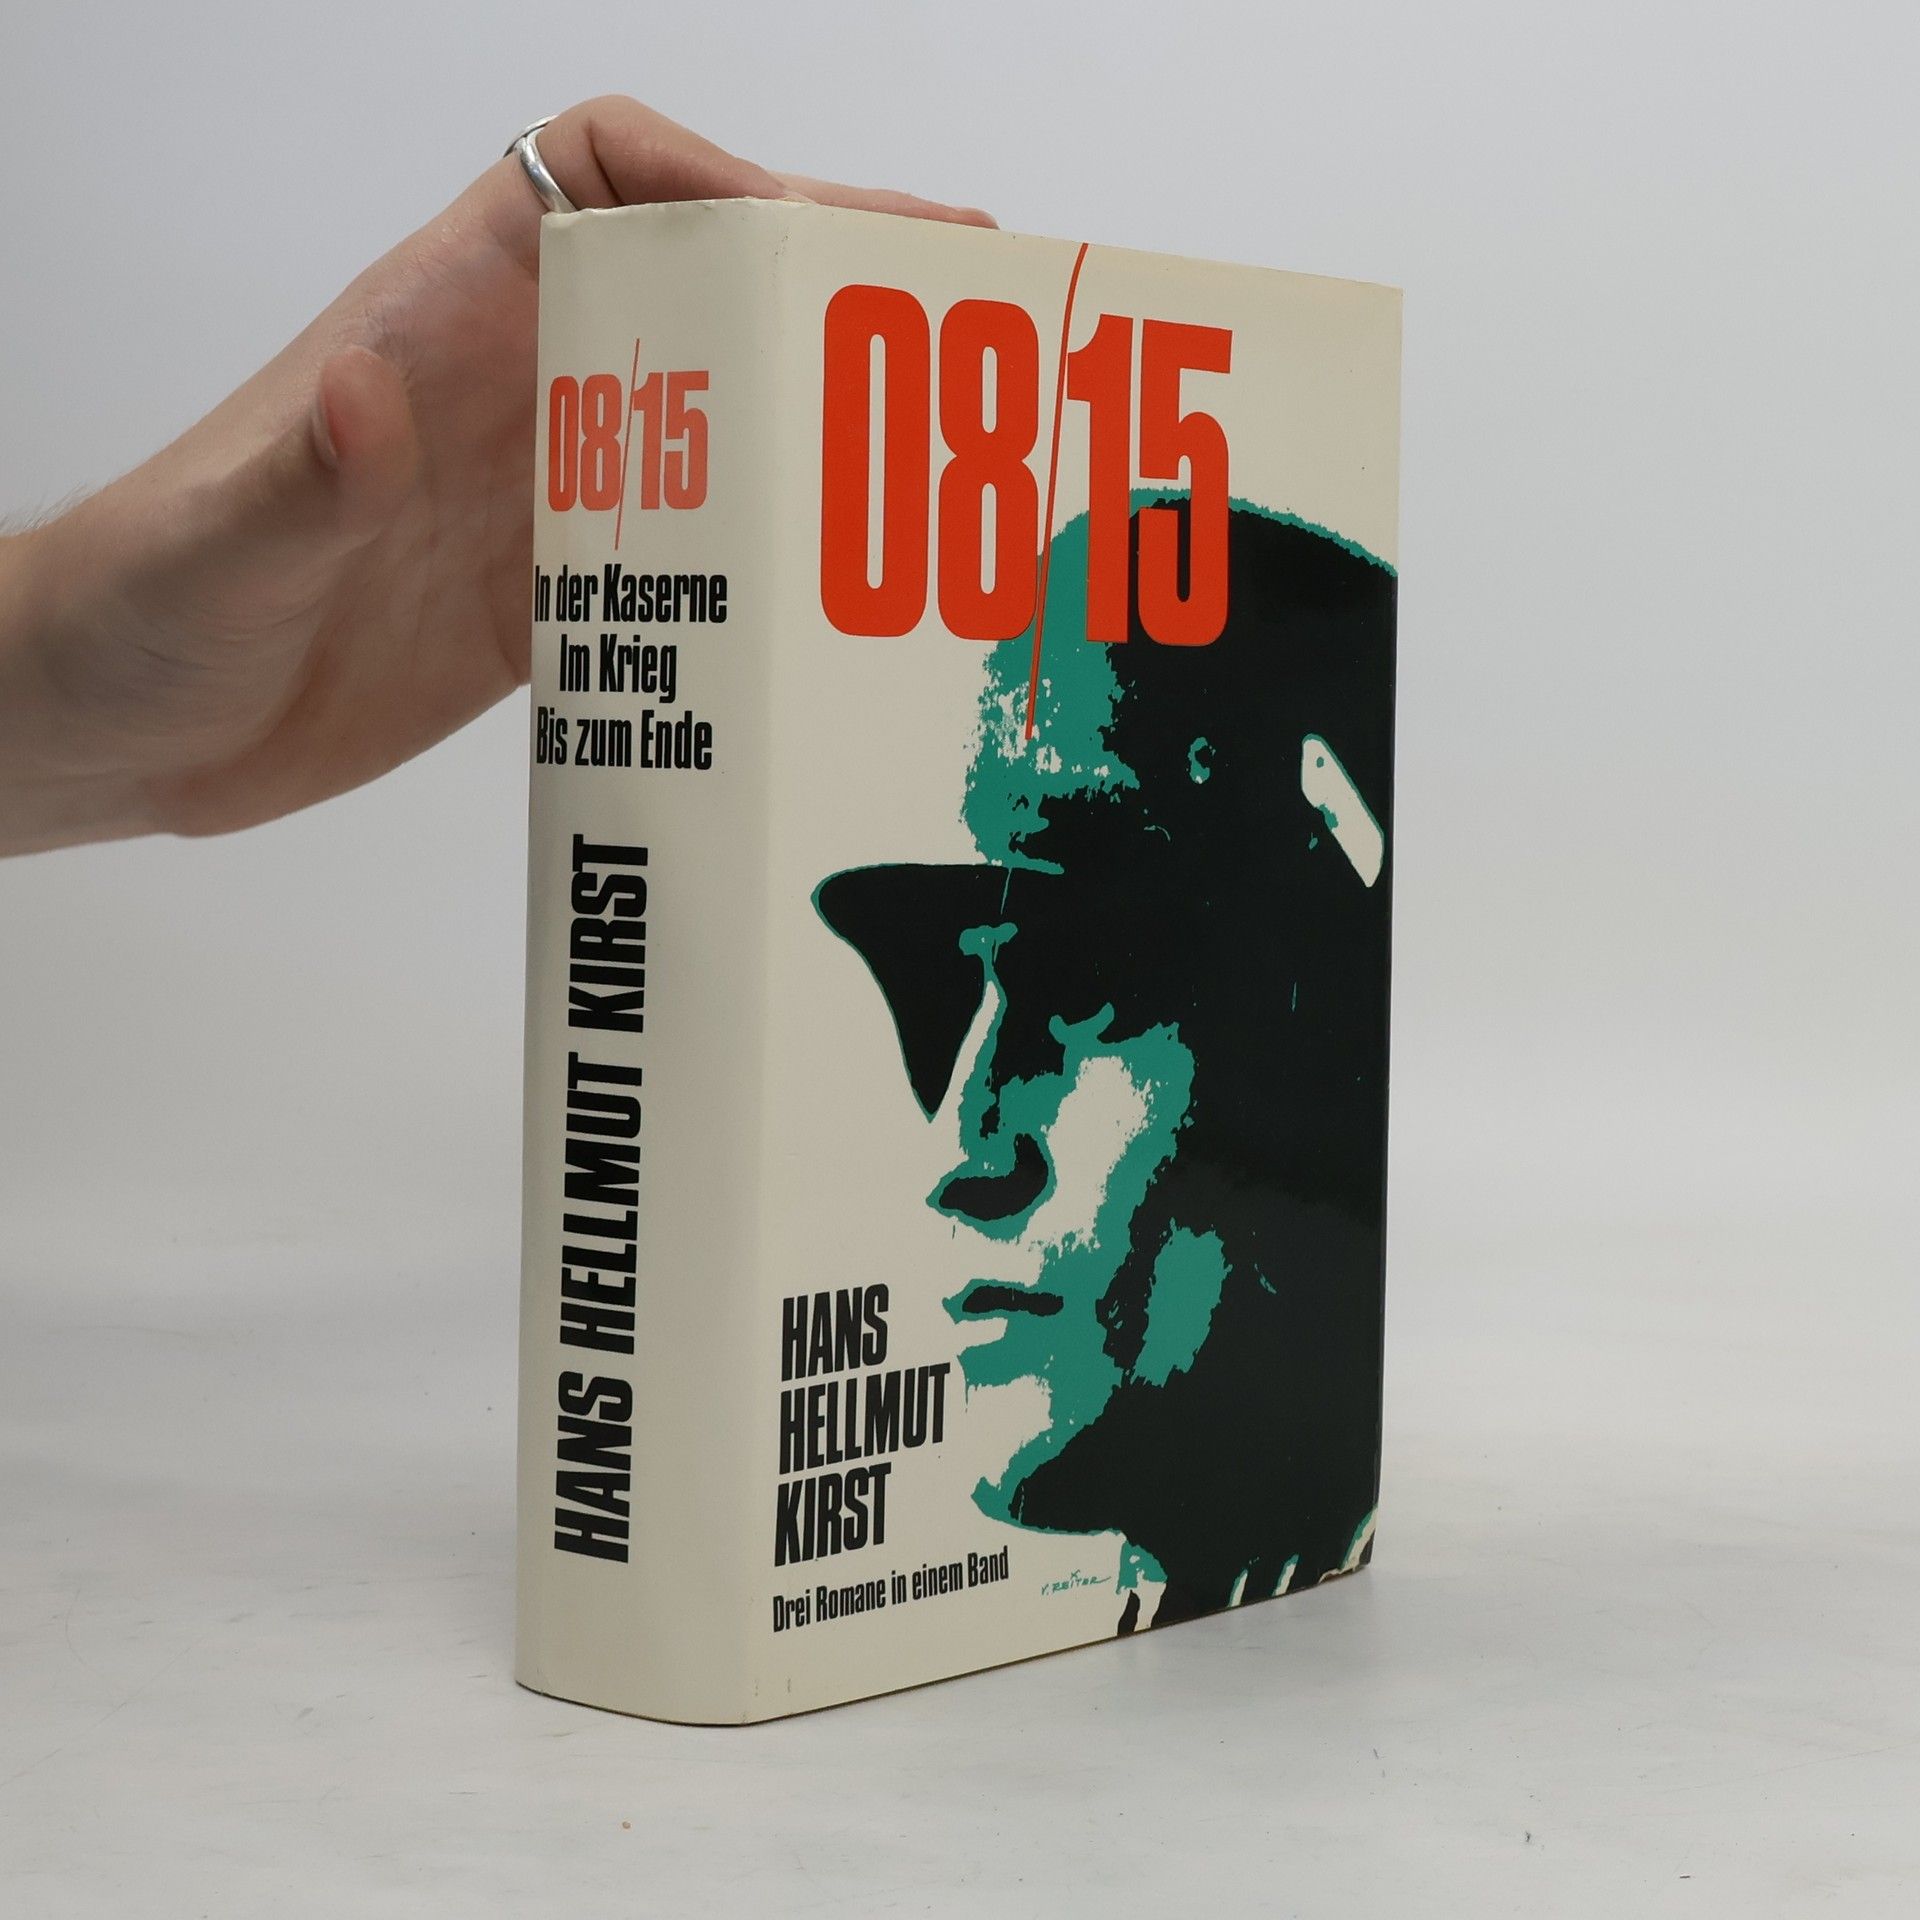 08/15
In der Kaserne
Im Krieg
Bis zum Ende
HANS HELLMUT KIRST
08/15
HANS
HELLMUT
KIRST
Drei Romane in einem Band
V. REITER